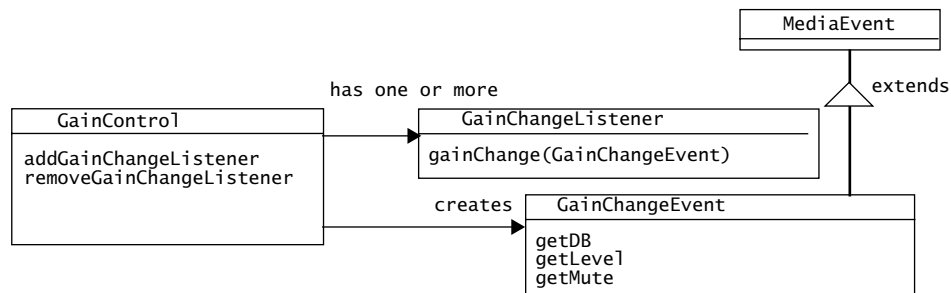 MediaEvent
extends
has one or more
GainControl
addGainChangeListener
removeGainChangeListener
GainChangeListener
gainChange(GainChangeEvent)
creates
GainChangeEvent
getDB
getLevel
getMute